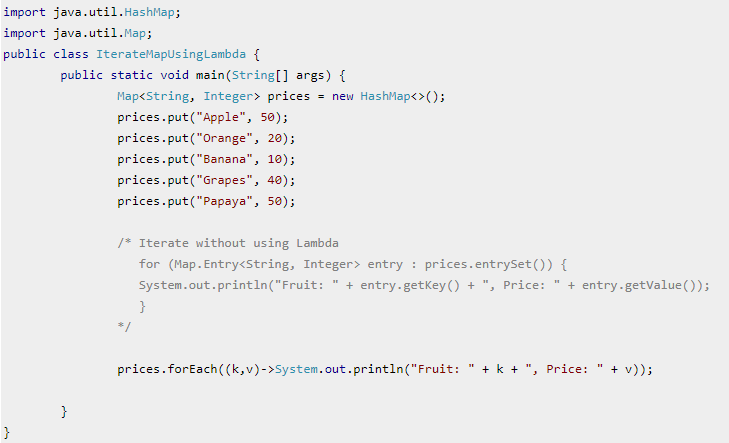 import java.util.HashMap;
import java.util.Map;
public class IterateMapUsingLambda {
public static void main(String[] args) {
Map<String, Integer> prices = new HashMap<>();
prices.put("Apple", 50);
prices.put("Orange", 20);
prices.put("Banana", 10);
prices.put("Grapes", 40);
prices.put("Papaya", 50);
/* Iterate without using Lambda
for (Map.Entry<String, Integer> entry : prices.entrySet()) {
System.out.println("Fruit: " + entry.getKey() + ", Price: " + entry.getValue());
}
*/
prices.forEach((k,v)->System.out.println("Fruit: " + k + ", Price: " + v));
}
}